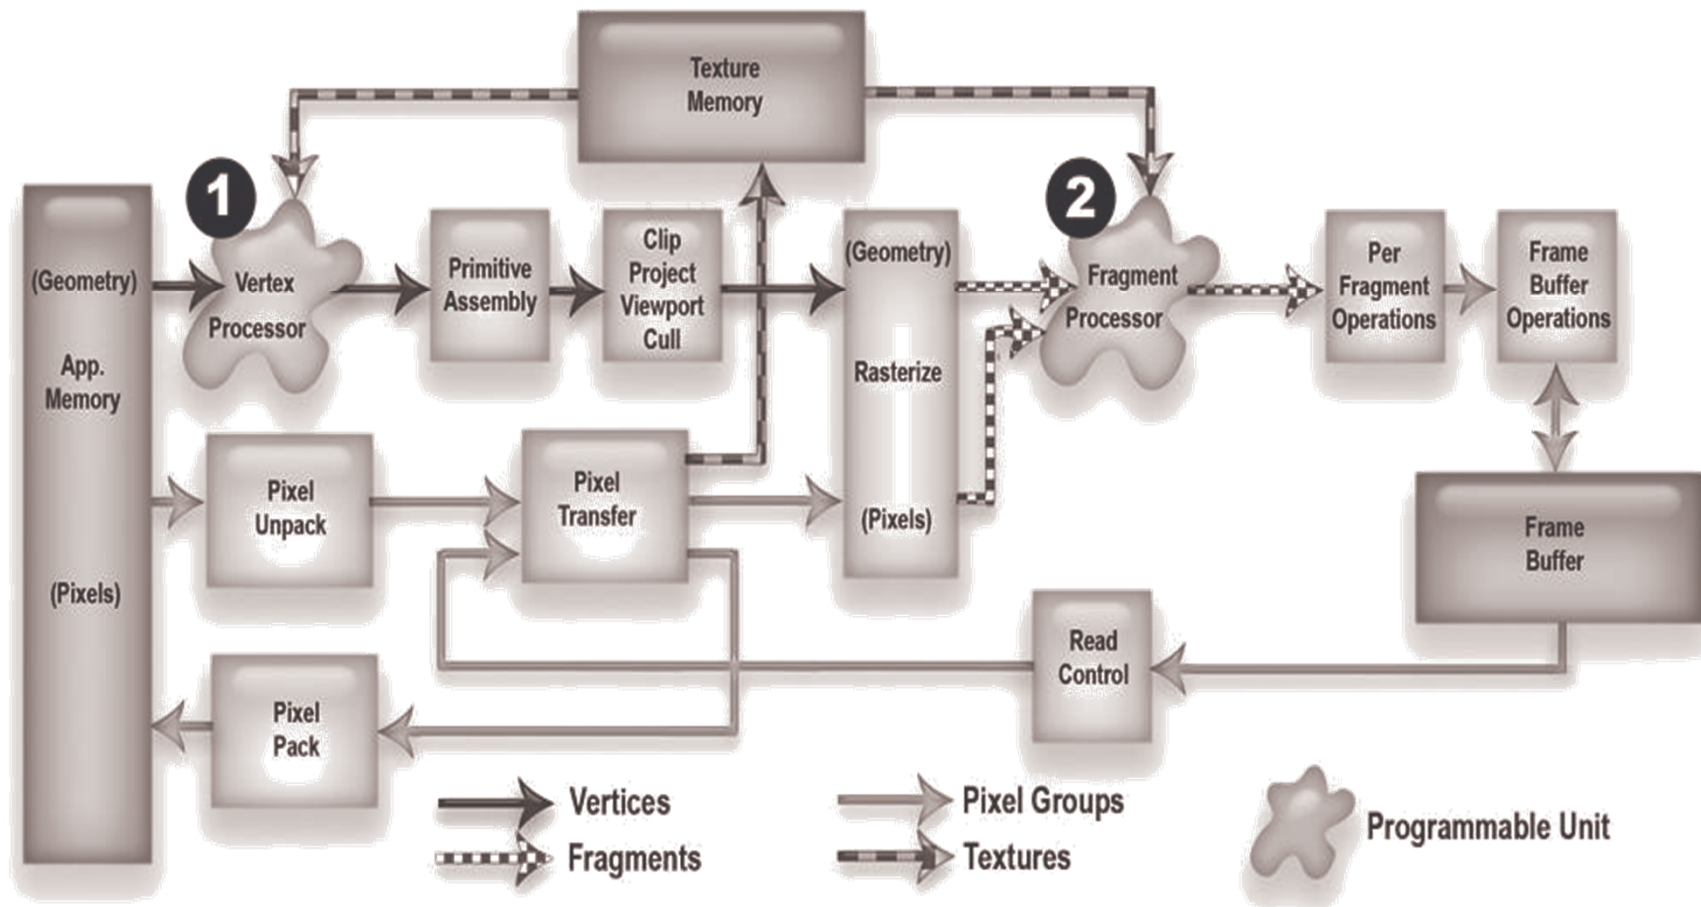 Texture
Memory
1
2
(Geometry)
App.
Memory
(Pixels)
Vertex
Processor
Primitive
Assembly
Clip
Project
Viewport
Cull
(Geometry)
Rasterize
(Pixels)
Fragment
Processor
Per
Fragment
Operations
Frame
Buffer
Operations
Pixel
Unpack
Pixel
Transfer
Frame
Buffer
Read
Control
Pixel
Pack
Vertices
Fragments
Pixel Groups
Textures
Programmable Unit